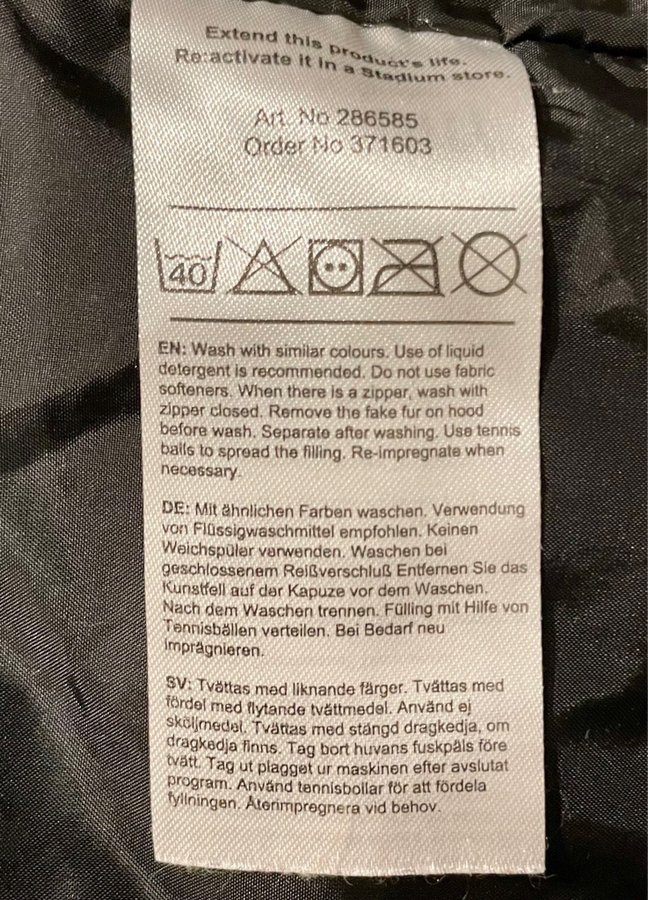 Extend this product's life.
Re:activate it in a Stadium store.
Art. No 286585
Order No 371603
40
EN: Wash with similar colours. Use of liquid
detergent is recommended. Do not use fabric
softeners. When there is a zipper, wash with
zipper closed. Remove the fake fur on hood
before wash. Separate after washing. Use tennis
balls to spread the filling. Re-impregnate when
necessary.
DE: Mit ähnlichen Farben waschen. Verwendung
von Flüssigwaschmittel empfohlen. Keinen
Weichspüler verwenden. Waschen bei
geschlossenem Reißverschluß Entfernen Sie das
Kunstfell auf der Kapuze vor dem Waschen.
Nach dem Waschen trennen. Fülling mit Hilfe von
Tennisbällen verteilen. Bei Bedarf neu
Imprägnieren.
SV: Tvättas med liknande färger. Tvättas med
fördel med flytande tvättmedel. Använd ej
sköljmedel. Tvättas med stängd dragkedja, om
dragkedja finns. Tag bort huvans fuskpäls före
tvätt. Tag ut plagget ur maskinen efter avslutat
program. Använd tennisbollar för att fördela
fyllningen. Återimpregnera vid behov.